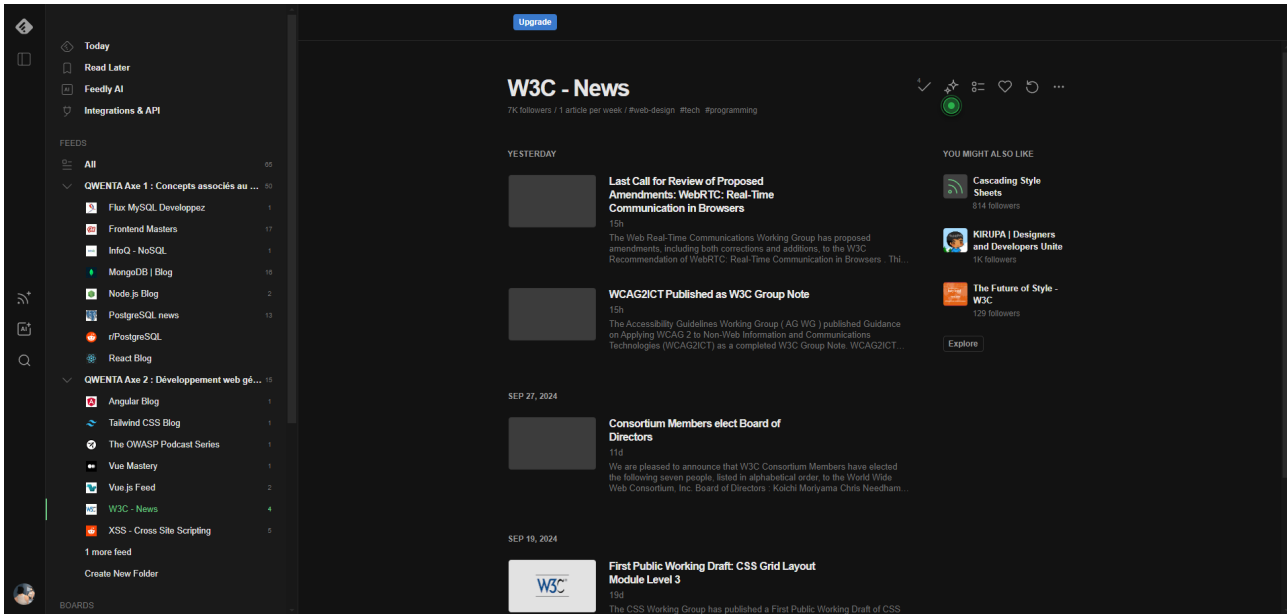 Upgrade
Today
Read Later
AI
Feedly AI
Integrations & API
FEEDS
All 65
QWENTA Axe 1 : Concepts associés au ... 50
Flux MySQL Developpez 1
Frontend Masters 17
InfoQ - NoSQL 1
MongoDB | Blog 16
Node.js Blog 2
PostgreSQL news 13
r/PostgreSQL
React Blog
QWENTA Axe 2 : Développement web gé... 15
Angular Blog 1
Tailwind CSS Blog 1
The OWASP Podcast Series 1
Vue Mastery 1
Vue.js Feed 2
W3C - News 4
XSS - Cross Site Scripting 5
1 more feed
Create New Folder
BOARDS
AI
W3C - News
4
7K followers / 1 article per week / #web-design #tech #programming
YESTERDAY
Last Call for Review of Proposed
Amendments: WebRTC: Real-Time
Communication in Browsers
15h
The Web Real-Time Communications Working Group has proposed
amendments, including both corrections and additions, to the W3C
Recommendation of WebRTC: Real-Time Communication in Browsers . Thi...
WCAG2ICT Published as W3C Group Note
15h
The Accessibility Guidelines Working Group ( AG WG ) published Guidance
on Applying WCAG 2 to Non-Web Information and Communications
Technologies (WCAG2ICT) as a completed W3C Group Note. WCAG2ICT...
SEP 27, 2024
Consortium Members elect Board of
Directors
11d
We are pleased to announce that W3C Consortium Members have elected
the following seven people, listed in alphabetical order, to the World Wide
Web Consortium, Inc. Board of Directors : Koichi Moriyama Chris Needham...
SEP 19, 2024
W3C
First Public Working Draft: CSS Grid Layout
Module Level 3
19d
The CSS Working Group has published a First Public Working Draft of CSS
YOU MIGHT ALSO LIKE
Cascading Style
Sheets
814 followers
KIRUPA | Designers
and Developers Unite
1K followers
The Future of Style -
W3C
129 followers
Explore